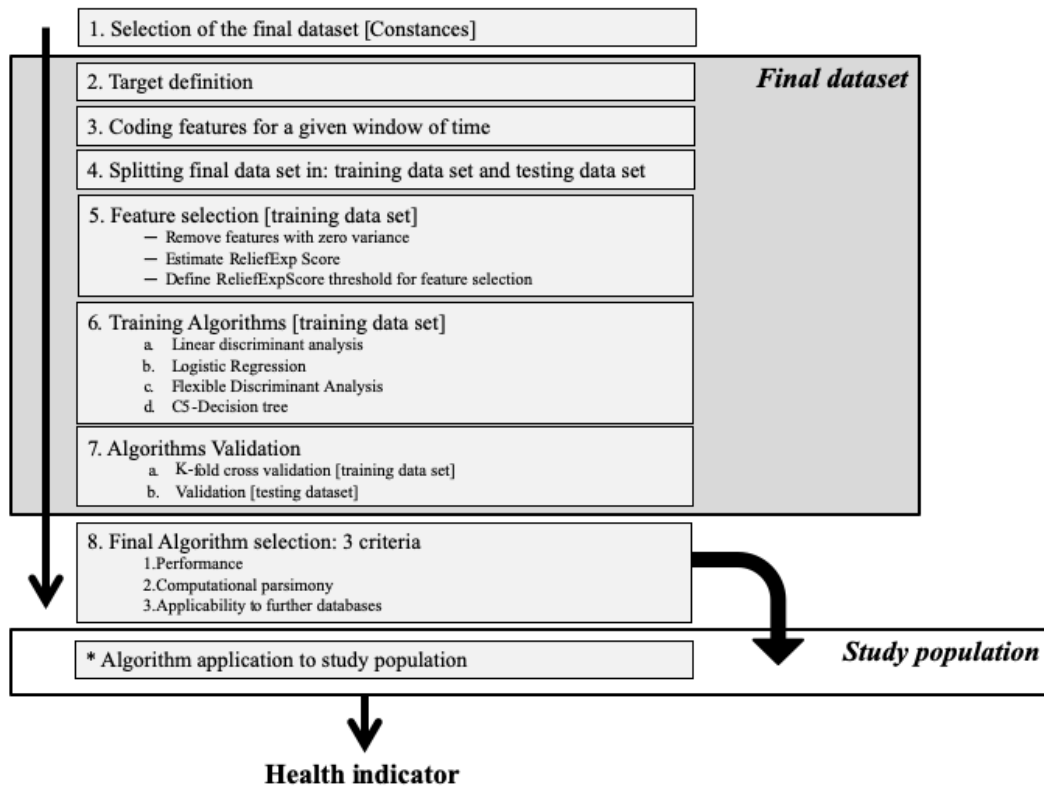 1. Selection of the final dataset [Constances]
Final dataset
2. Target definition
3. Coding features for a given window of time
4. Splitting final data set in: training data set and testing data set
5. Feature selection [training data set]
— Remove features with zero variance
— Estimate ReliefExp Score
— Define ReliefExpScore threshold for feature selection
6. Training Algorithms [training data set]
a. Linear discriminant analysis
b. Logistic Regression
c. Flexible Discriminant Analysis
d. C5-Decision tree
7. Algorithms Validation
a. K-fold cross validation [training data set]
b. Validation [testing dataset]
8. Final Algorithm selection: 3 criteria
1.Performance
2.Computational parsimony
3.Applicability to further databases
Study population
* Algorithm application to study population
Health indicator